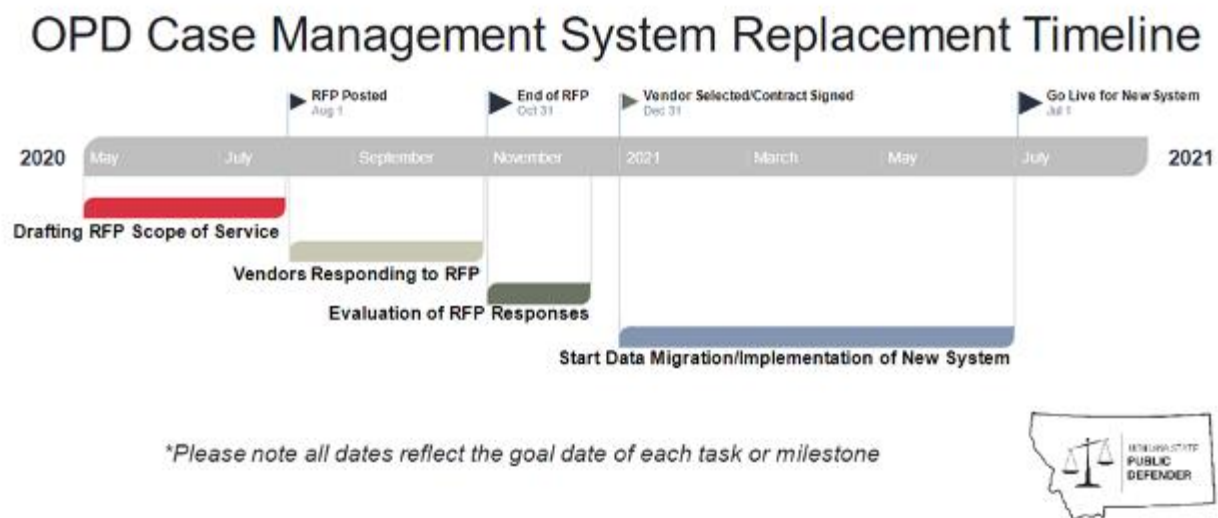 OPD Case Management System Replacement Timeline
RFP Posted
Aug 1
End of RFP
Oct 31
Vendor Selected/Contract Signed
Dec 31
Go Live for New System
Jul 1
2020 May July September November 2021 March May July 2021
Drafting RFP Scope of Service
Vendors Responding to RFP
Evaluation of RFP Responses
Start Data Migration/Implementation of New System
*Please note all dates reflect the goal date of each task or milestone
MONTANA STATE
PUBLIC
DEFENDER